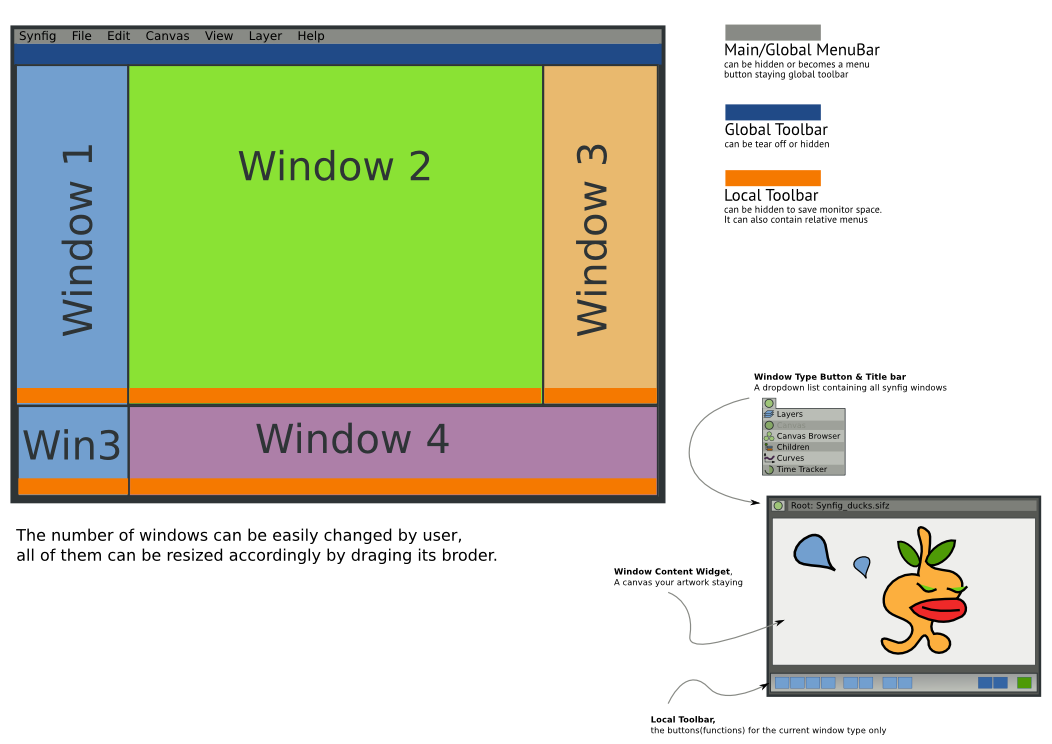 Synfig File Edit Canvas View Layer Help
Window 1
Window 2
Window 3
Win3
Window 4
The number of windows can be easily changed by user,
all of them can be resized accordingly by draging its broder.
Main/Global MenuBar
can be hidden or becomes a menu
button staying global toolbar
Global Toolbar
can be tear off or hidden
Local Toolbar
can be hidden to save monitor space.
It can also contain relative menus
Window Type Button & Title bar
A dropdown list containing all synfig windows
Layers
Canvas
Canvas Browser
Children
Curves
Time Tracker
Root: Synfig_ducks.sifz
Window Content Widget,
A canvas your artwork staying
Local Toolbar,
the buttons(functions) for the current window type only